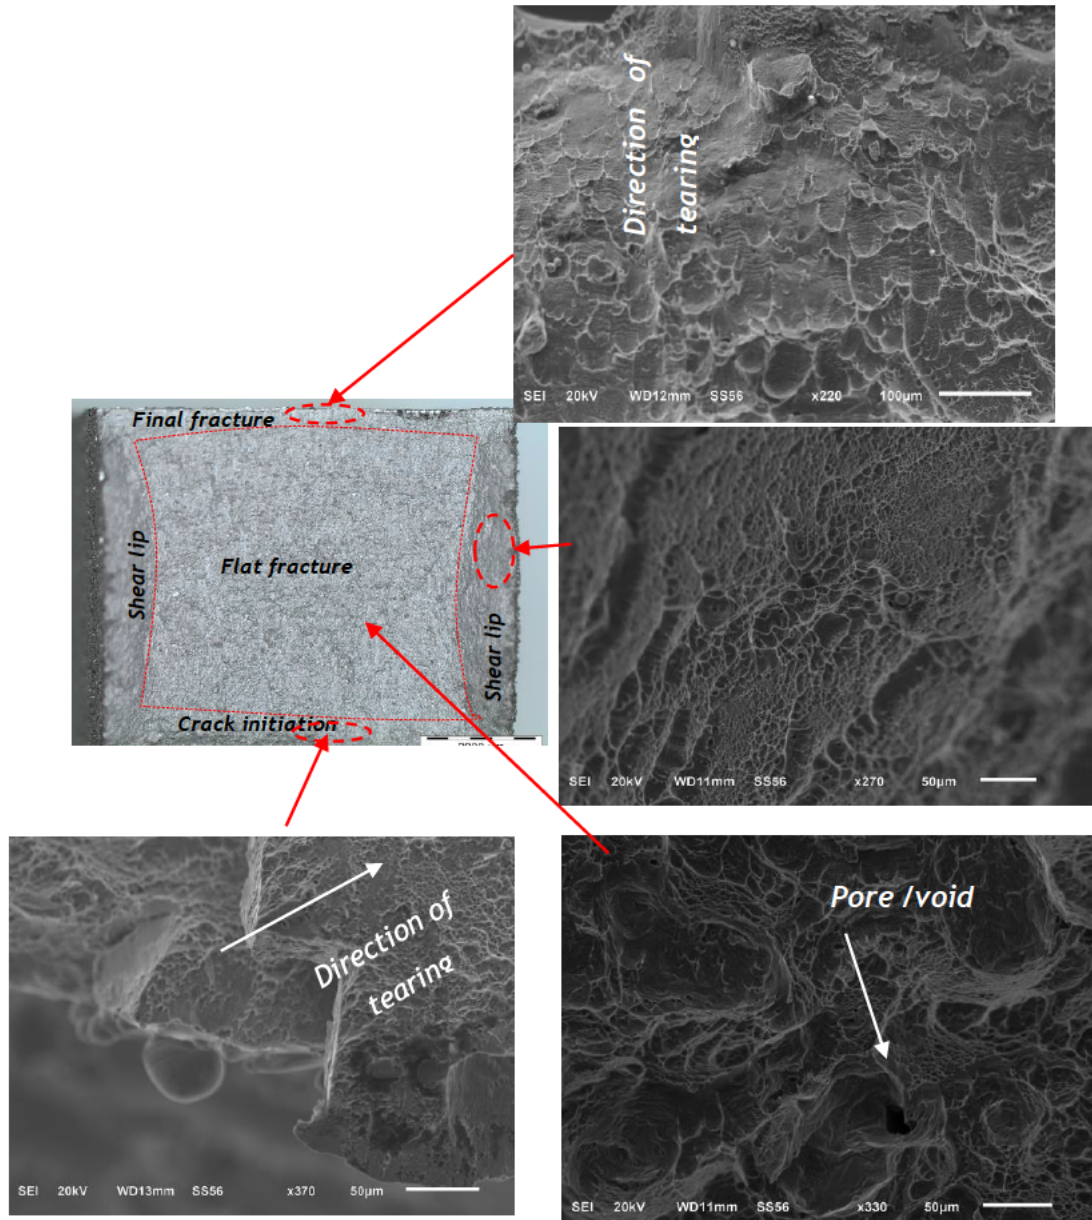 Direction of
tearing
SEI 20kV WD12mm SS56 x220 100µm
Final fracture
Shear lip
Flat fracture
Shear lip
Crack initiation
SEI 20kV WD11mm SS56 x270 50µm
Direction of
tearing
SEI 20kV WD13mm SS56 x370 50µm
Pore /void
SEI 20kV WD11mm SS56 x330 50µm